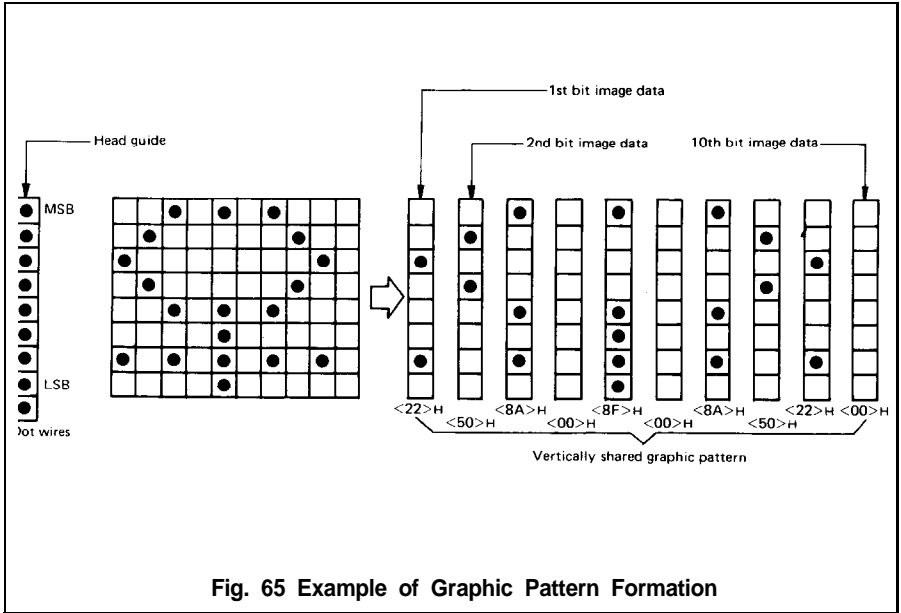 1st bit image data
Head guide
2nd bit image data 10th bit image data
MSB
LSB
Dot wires
<22>H <8A>H <8F>H <8A>H <22>H <00>H
<50>H <00>H <00>H <50>H
Vertically shared graphic pattern
Fig. 65 Example of Graphic Pattern Formation